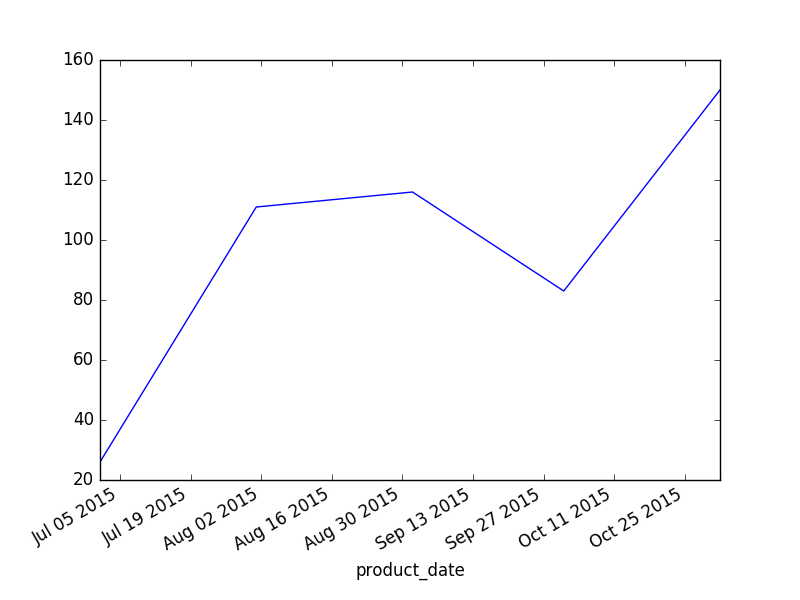 160
140
120
100
80
60
40
20
Jul 05 2015
Jul 19 2015
Aug 02 2015
Aug 16 2015
Aug 30 2015
Sep 13 2015
Sep 27 2015
Oct 11 2015
Oct 25 2015
product_date